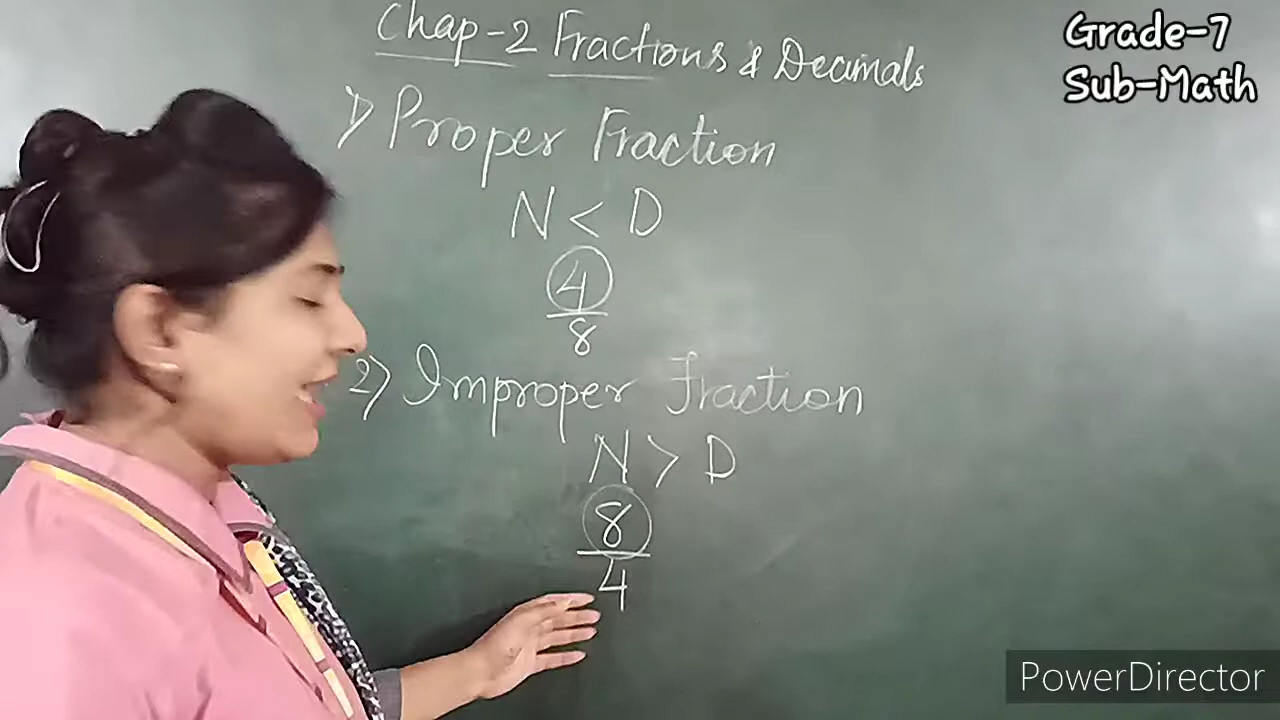 Chap-2 Fractions & Decimals
Grade-7
Sub-Math
1) Proper Fraction
N < D
4
8
2) Improper Fraction
N > D
8
4
PowerDirector